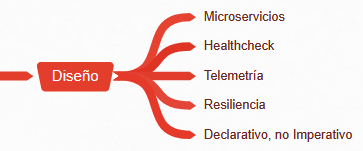 Diseño
Microservicios
Healthcheck
Telemetría
Resiliencia
Declarativo, no Imperativo